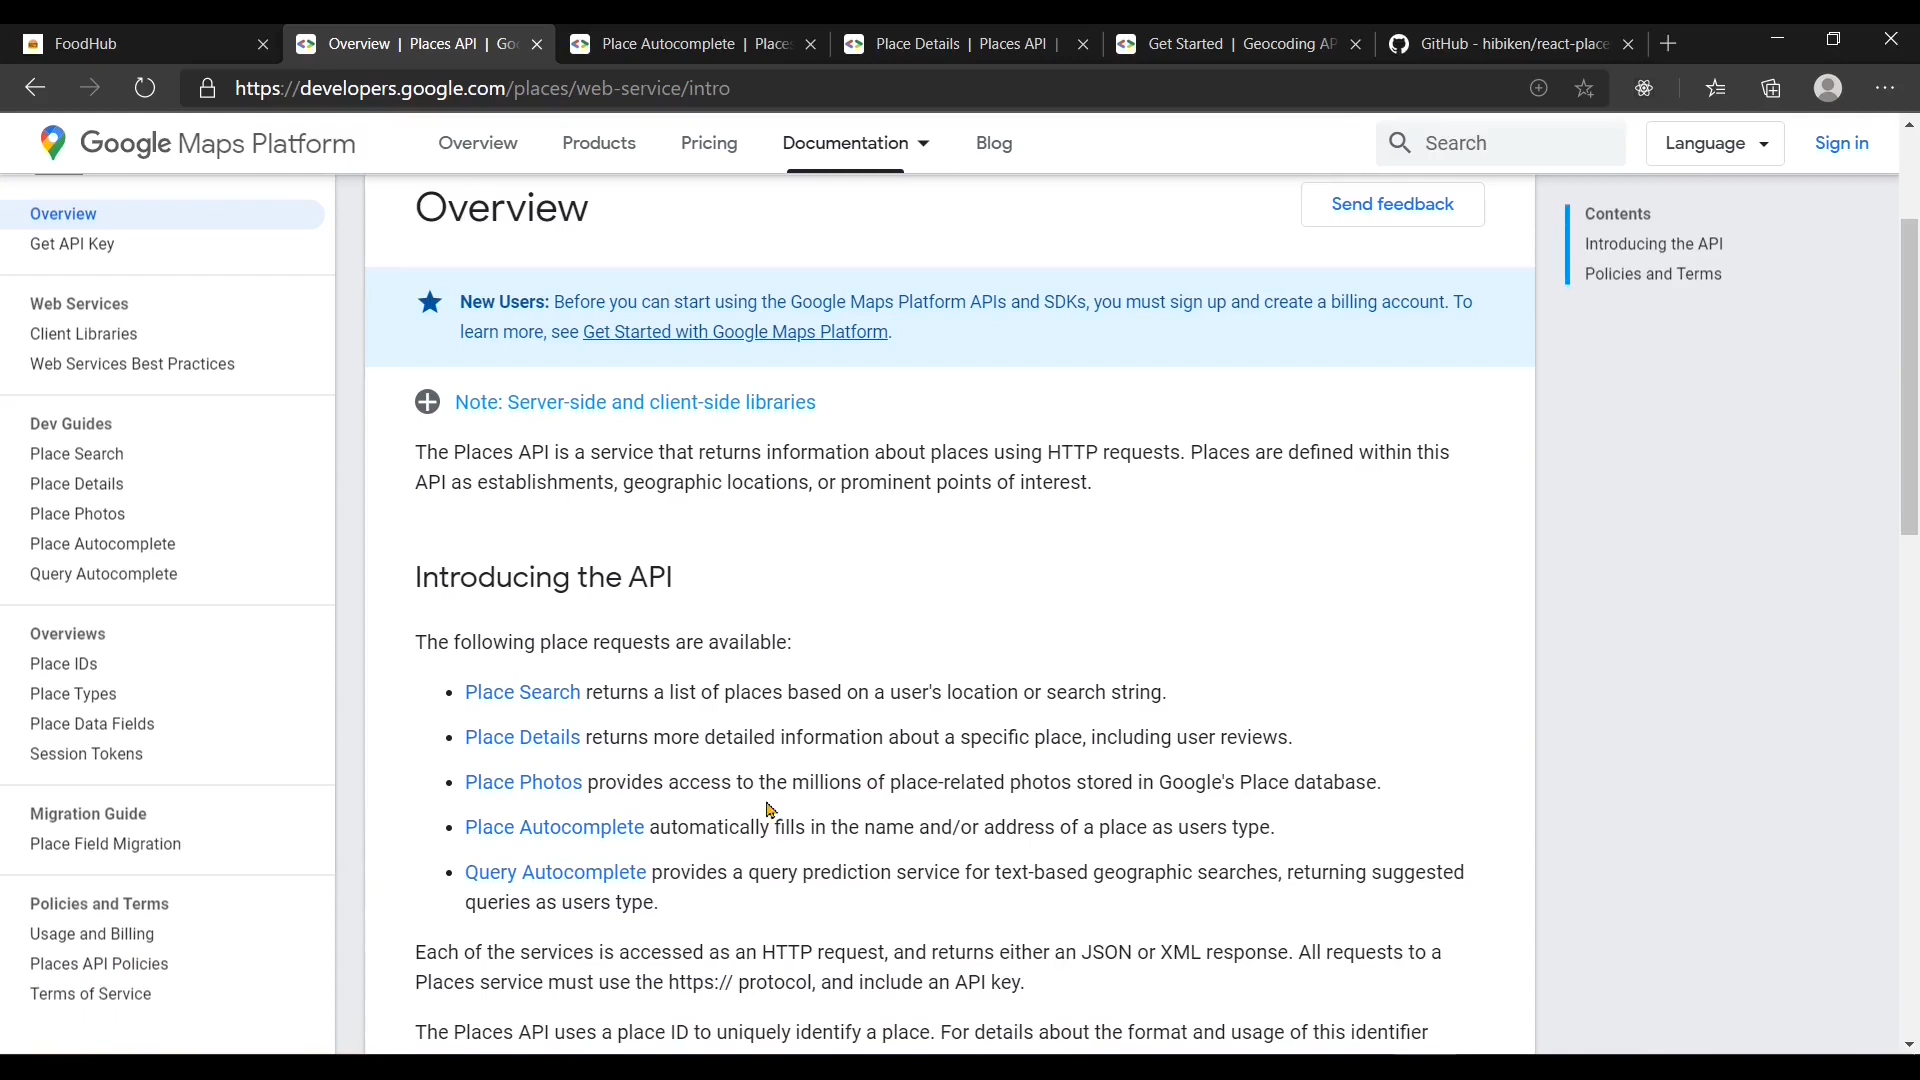 FoodHub
Overview | Places API | Goo
Place Autocomplete | Places
Place Details | Places API |
Get Started | Geocoding AP
GitHub - hibiken/react-place
https://developers.google.com/places/web-service/intro
Google Maps Platform
Overview
Products
Pricing
Documentation
Blog
Search
Language
Sign in
Overview
Get API Key
Web Services
Client Libraries
Web Services Best Practices
Dev Guides
Place Search
Place Details
Place Photos
Place Autocomplete
Query Autocomplete
Overviews
Place IDs
Place Types
Place Data Fields
Session Tokens
Migration Guide
Place Field Migration
Policies and Terms
Usage and Billing
Places API Policies
Terms of Service
Overview
Send feedback
New Users: Before you can start using the Google Maps Platform APIs and SDKs, you must sign up and create a billing account. To
learn more, see Get Started with Google Maps Platform.
Note: Server-side and client-side libraries
The Places API is a service that returns information about places using HTTP requests. Places are defined within this
API as establishments, geographic locations, or prominent points of interest.
Introducing the API
The following place requests are available:
• Place Search returns a list of places based on a user's location or search string.
• Place Details returns more detailed information about a specific place, including user reviews.
• Place Photos provides access to the millions of place-related photos stored in Google's Place database.
• Place Autocomplete automatically fills in the name and/or address of a place as users type.
• Query Autocomplete provides a query prediction service for text-based geographic searches, returning suggested
queries as users type.
Each of the services is accessed as an HTTP request, and returns either an JSON or XML response. All requests to a
Places service must use the https:// protocol, and include an API key.
The Places API uses a place ID to uniquely identify a place. For details about the format and usage of this identifier
Contents
Introducing the API
Policies and Terms